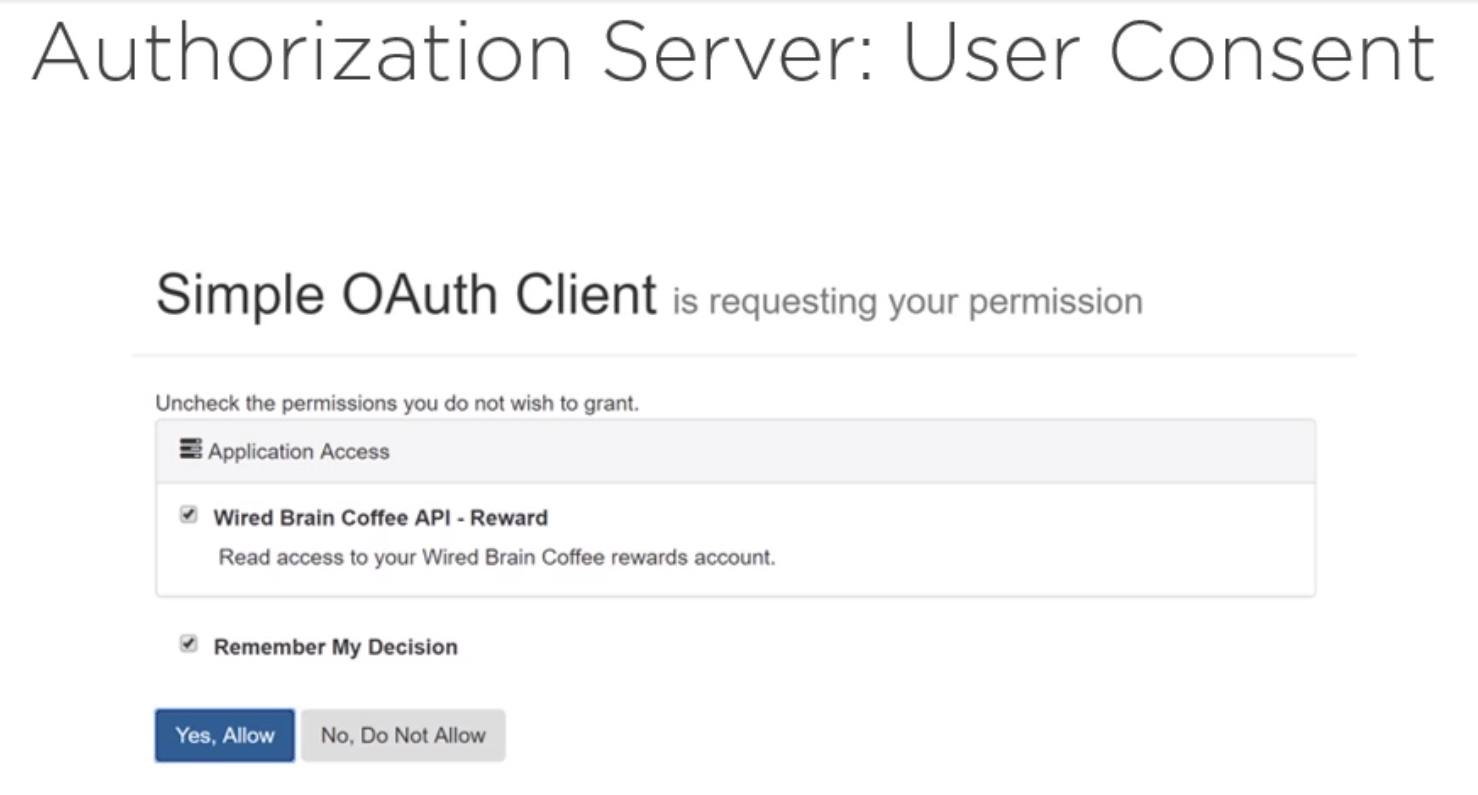 Authorization Server: User Consent
Simple OAuth Client is requesting your permission
Uncheck the permissions you do not wish to grant.
Application Access
Wired Brain Coffee API - Reward
Read access to your Wired Brain Coffee rewards account.
Remember My Decision
Yes, Allow No, Do Not Allow